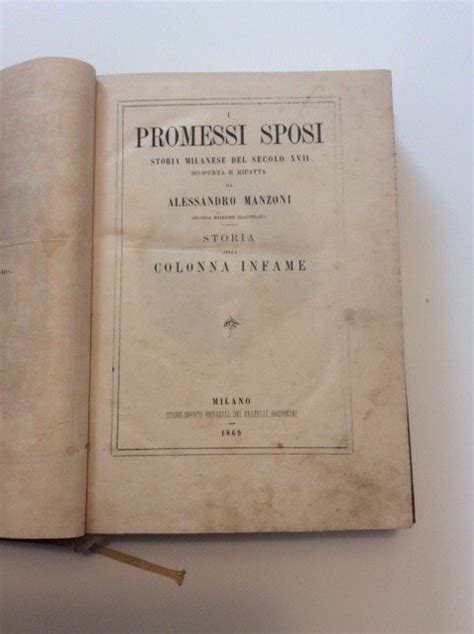 I
PROMESSI SPOSI
STORIA MILANESE DEL SECOLO XVII
SCOPERTA E RIFATTA
DA
ALESSANDRO MANZONI
STORIA
DELLA
COLONNA INFAME
MILANO
1869